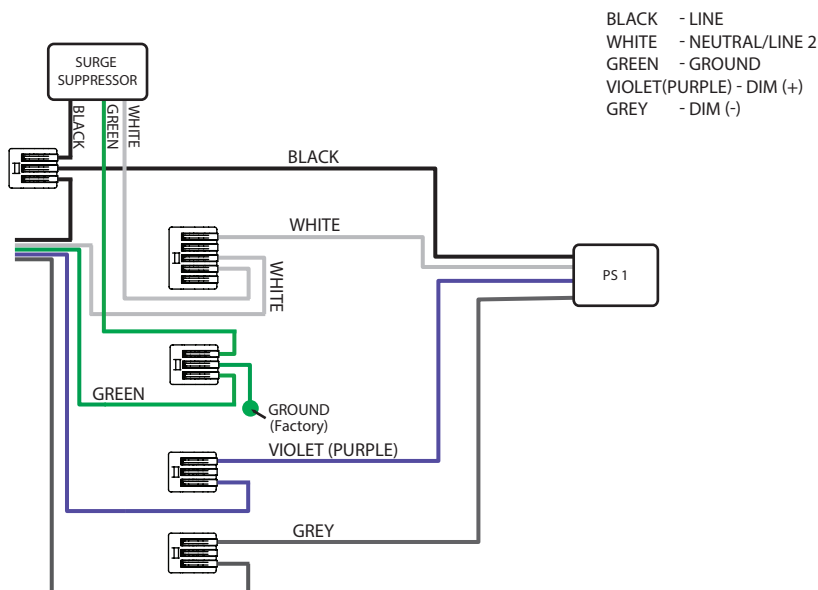 BLACK - LINE
WHITE - NEUTRAL/LINE 2
GREEN - GROUND
VIOLET(PURPLE) - DIM (+)
GREY - DIM (-)
SURGE
SUPPRESSOR
BLACK
GREEN
WHITE
BLACK
WHITE
WHITE
PS 1
GREEN
GROUND
(Factory)
VIOLET (PURPLE)
GREY